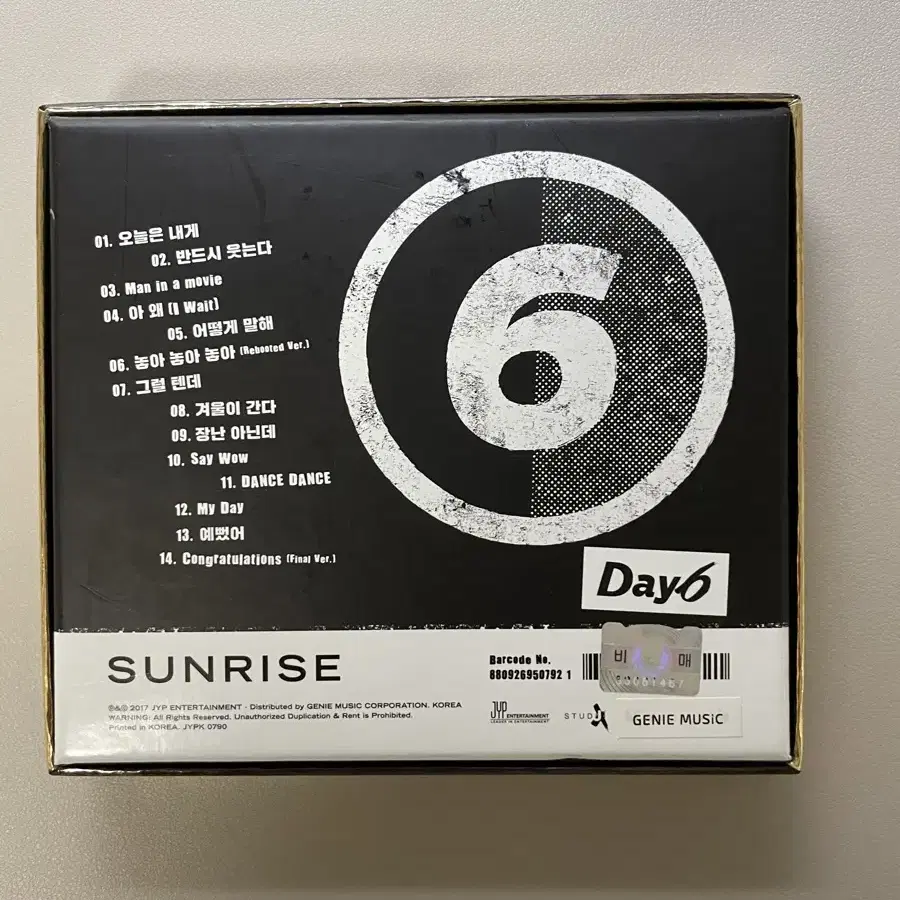 01. 오늘은 내게
02. 반드시 웃는다
03. Man in a movie
04. 아 왜 (I Wait)
05. 어떻게 말해
06. 놓아 놓아 놓아 (Rebooted Ver.)
07. 그럴 텐데
08. 겨울이 간다
09. 장난 아닌데
10. Say Wow
11. DANCE DANCE
12. My Day
13. 예뻤어
14. Congratulations (Final Ver.)
6
Day6
SUNRISE
Barcode No.
880926950792 1
비 매
℗&© 2017 JYP ENTERTAINMENT · Distributed by GENIE MUSIC CORPORATION. KOREA
WARNING: All Rights Reserved. Unauthorized Duplication & Rent is Prohibited.
Printed in KOREA. JYPK 0790
JYP ENTERTAINMENT
LEADER IN ENTERTAINMENT
GENIE MUSiC